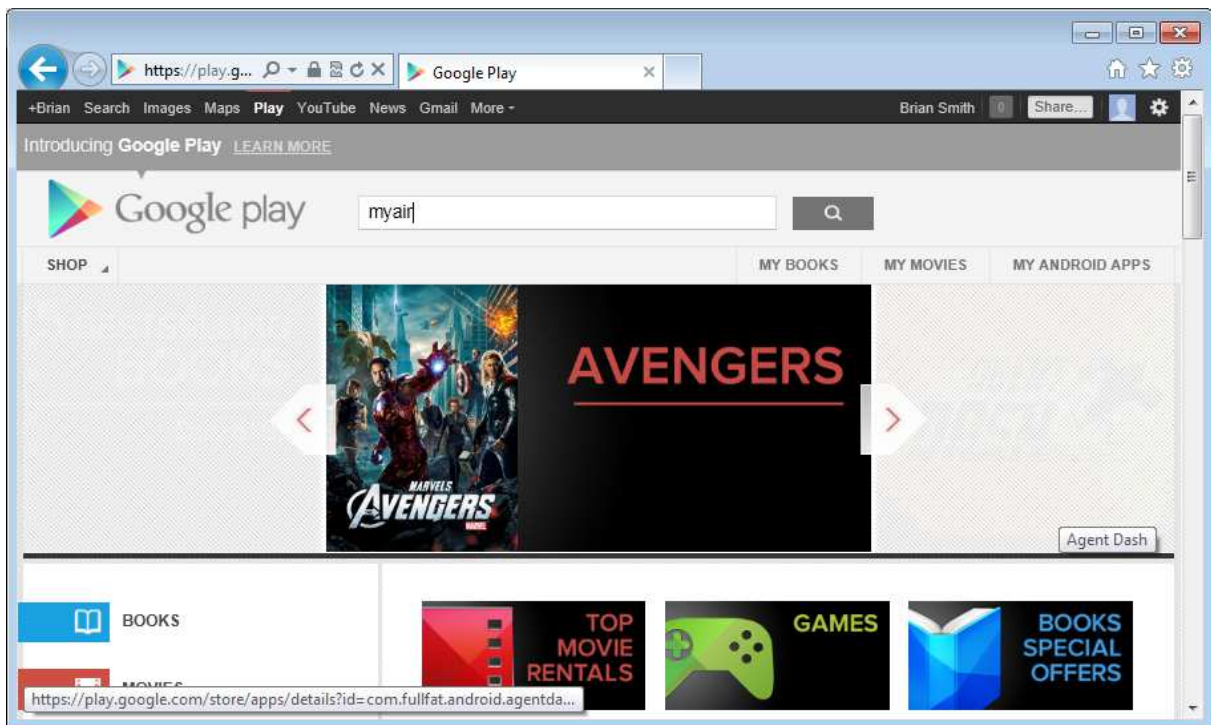 https://play.g... Google Play
+Brian Search Images Maps Play YouTube News Gmail More Brian Smith 0 Share...
Introducing Google Play LEARN MORE
Google play myair
SHOP MY BOOKS MY MOVIES MY ANDROID APPS
AVENGERS
MARVEL'S
AVENGERS
MARVEL
Agent Dash
BOOKS
TOP
MOVIE
RENTALS
GAMES
BOOKS
SPECIAL
OFFERS
MOVIES
https://play.google.com/store/apps/details?id=com.fullfat.android.agentda...